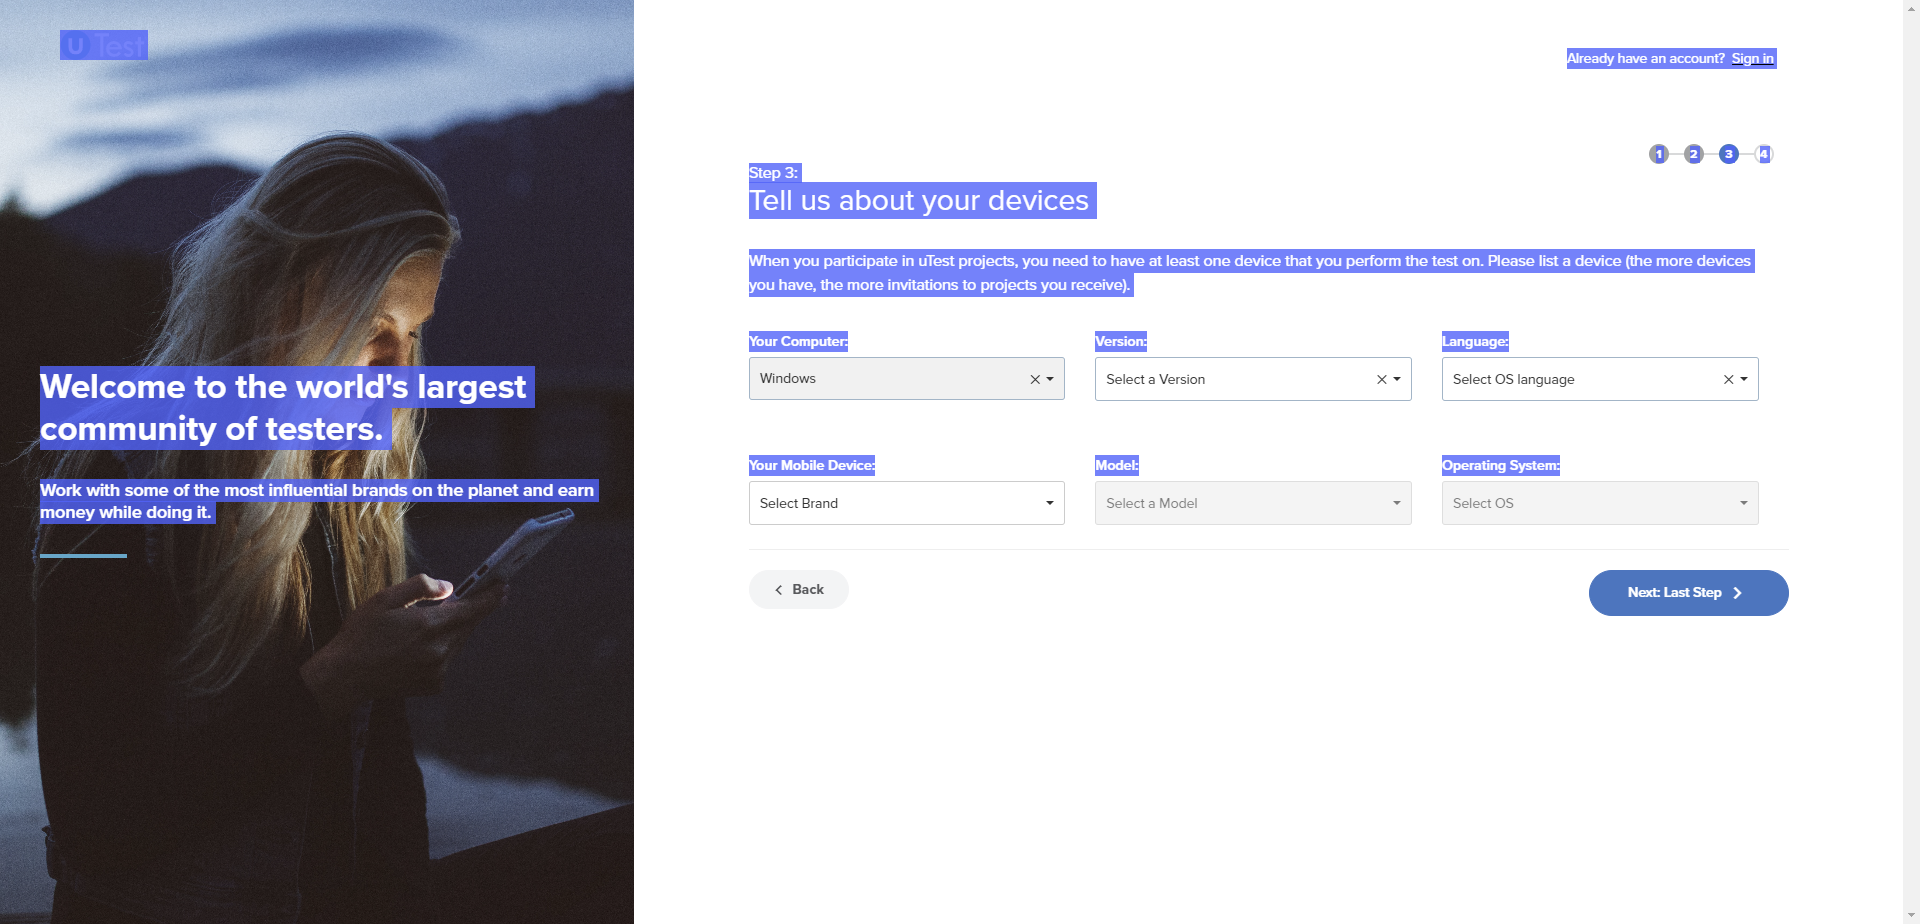 U Test
Already have an account? Sign in
1 2 3 4
Step 3:
Tell us about your devices
When you participate in uTest projects, you need to have at least one device that you perform the test on. Please list a device (the more devices
you have, the more invitations to projects you receive).
Your Computer: Version: Language:
Windows Select a Version Select OS language
Your Mobile Device: Model: Operating System:
Select Brand Select a Model Select OS
Back Next: Last Step
Welcome to the world's largest
community of testers.
Work with some of the most influential brands on the planet and earn
money while doing it.